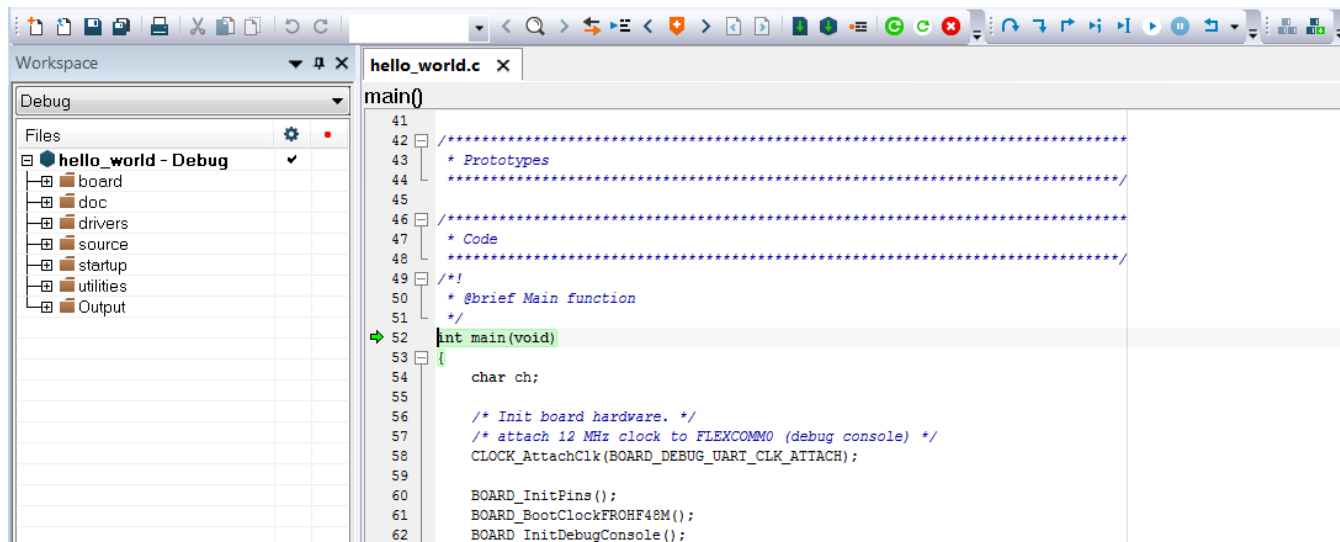 Workspace
Debug
Files
hello_world - Debug
board
doc
drivers
source
startup
utilities
Output
hello_world.c
main()
41
42 /******************************************************************************
43 * Prototypes
44 *****************************************************************************/
45
46 /******************************************************************************
47 * Code
48 *****************************************************************************/
49 /*!
50 * @brief Main function
51 */
52 int main(void)
53 {
54 char ch;
55
56 /* Init board hardware. */
57 /* attach 12 MHz clock to FLEXCOMM0 (debug console) */
58 CLOCK_AttachClk(BOARD_DEBUG_UART_CLK_ATTACH);
59
60 BOARD_InitPins();
61 BOARD_BootClockFROHF48M();
62 BOARD_InitDebugConsole();